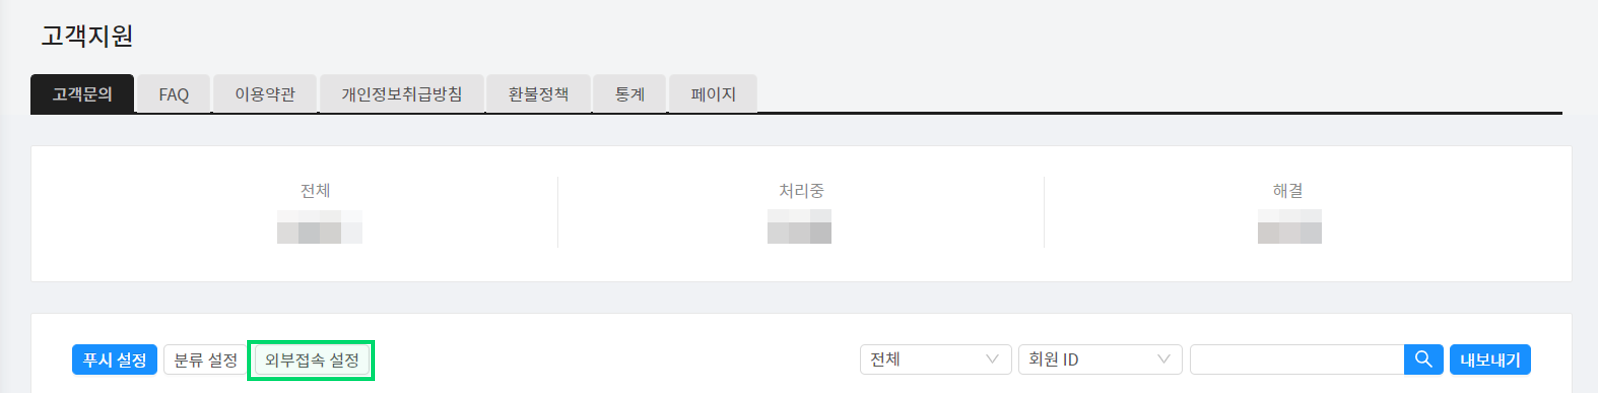 고객지원
고객문의 FAQ 이용약관 개인정보취급방침 환불정책 통계 페이지
전체 처리중 해결
푸시 설정 분류 설정 외부접속 설정 전체 회원 ID 내보내기